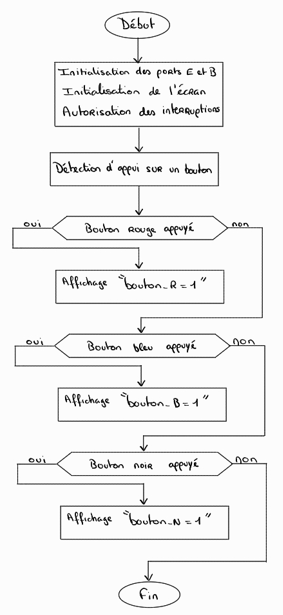 Début
Initialisation des ports E et B
Initialisation de l'écran
Autorisation des interruptions
Détection d'appui sur un bouton
oui
Bouton rouge appuyé
non
Affichage "bouton_R = 1"
oui
Bouton bleu appuyé
non
Affichage "bouton_B = 1"
oui
Bouton noir appuyé
non
Affichage "bouton_N = 1"
Fin